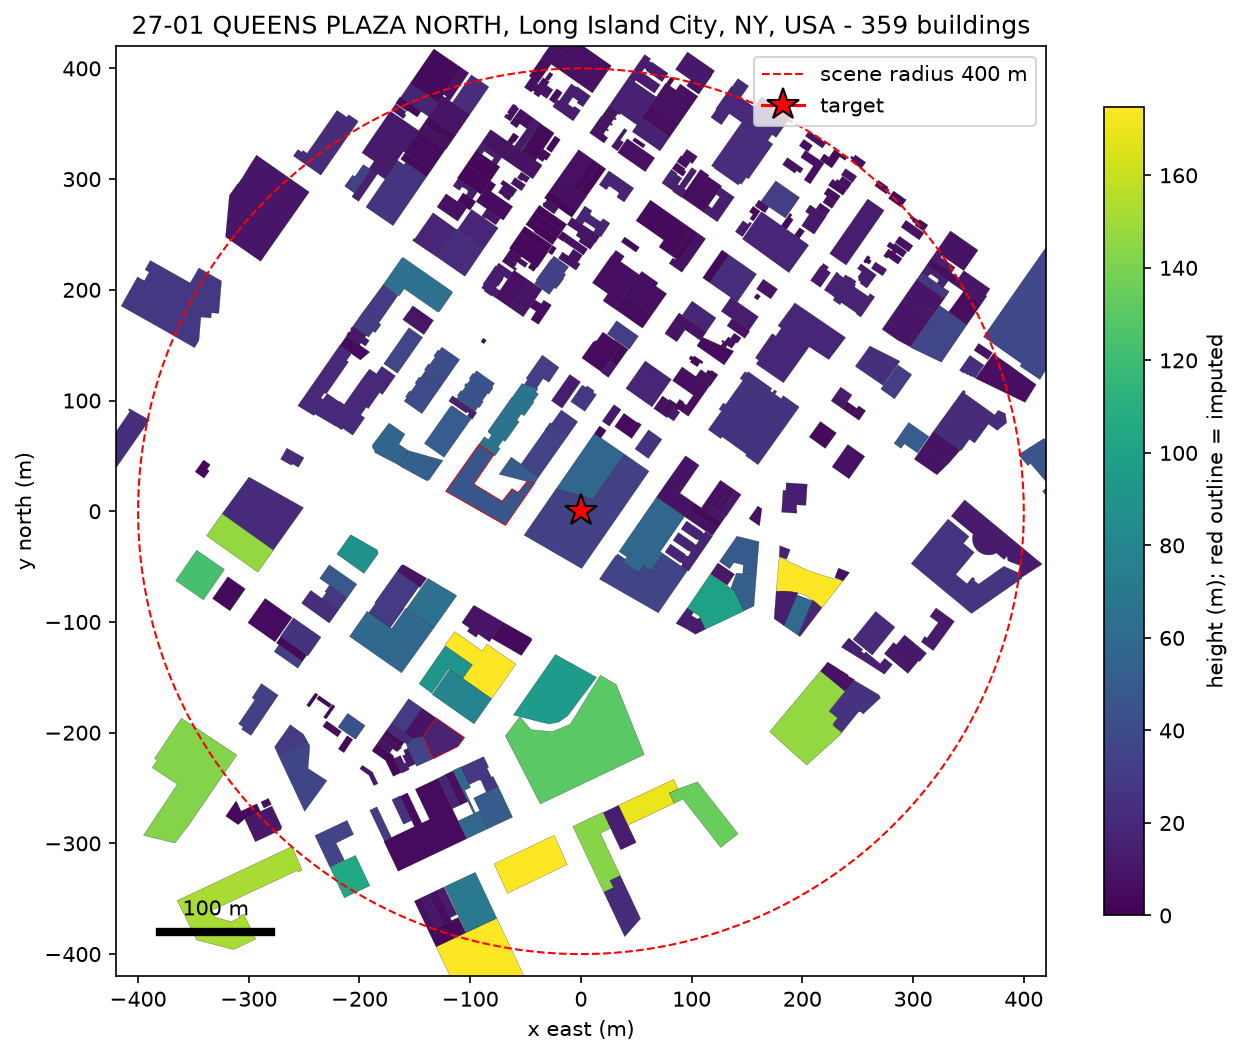 27-01 QUEENS PLAZA NORTH, Long Island City, NY, USA - 359 buildings
scene radius 400 m
target
400
300
200
100
0
−100
−200
−300
−400
y north (m)
100 m
−400 −300 −200 −100 0 100 200 300 400
x east (m)
160
140
120
100
80
60
40
20
0
height (m); red outline = imputed